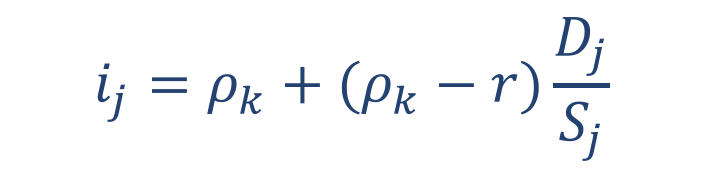 i_j = ρ_k + (ρ_k − r) D_j / S_j